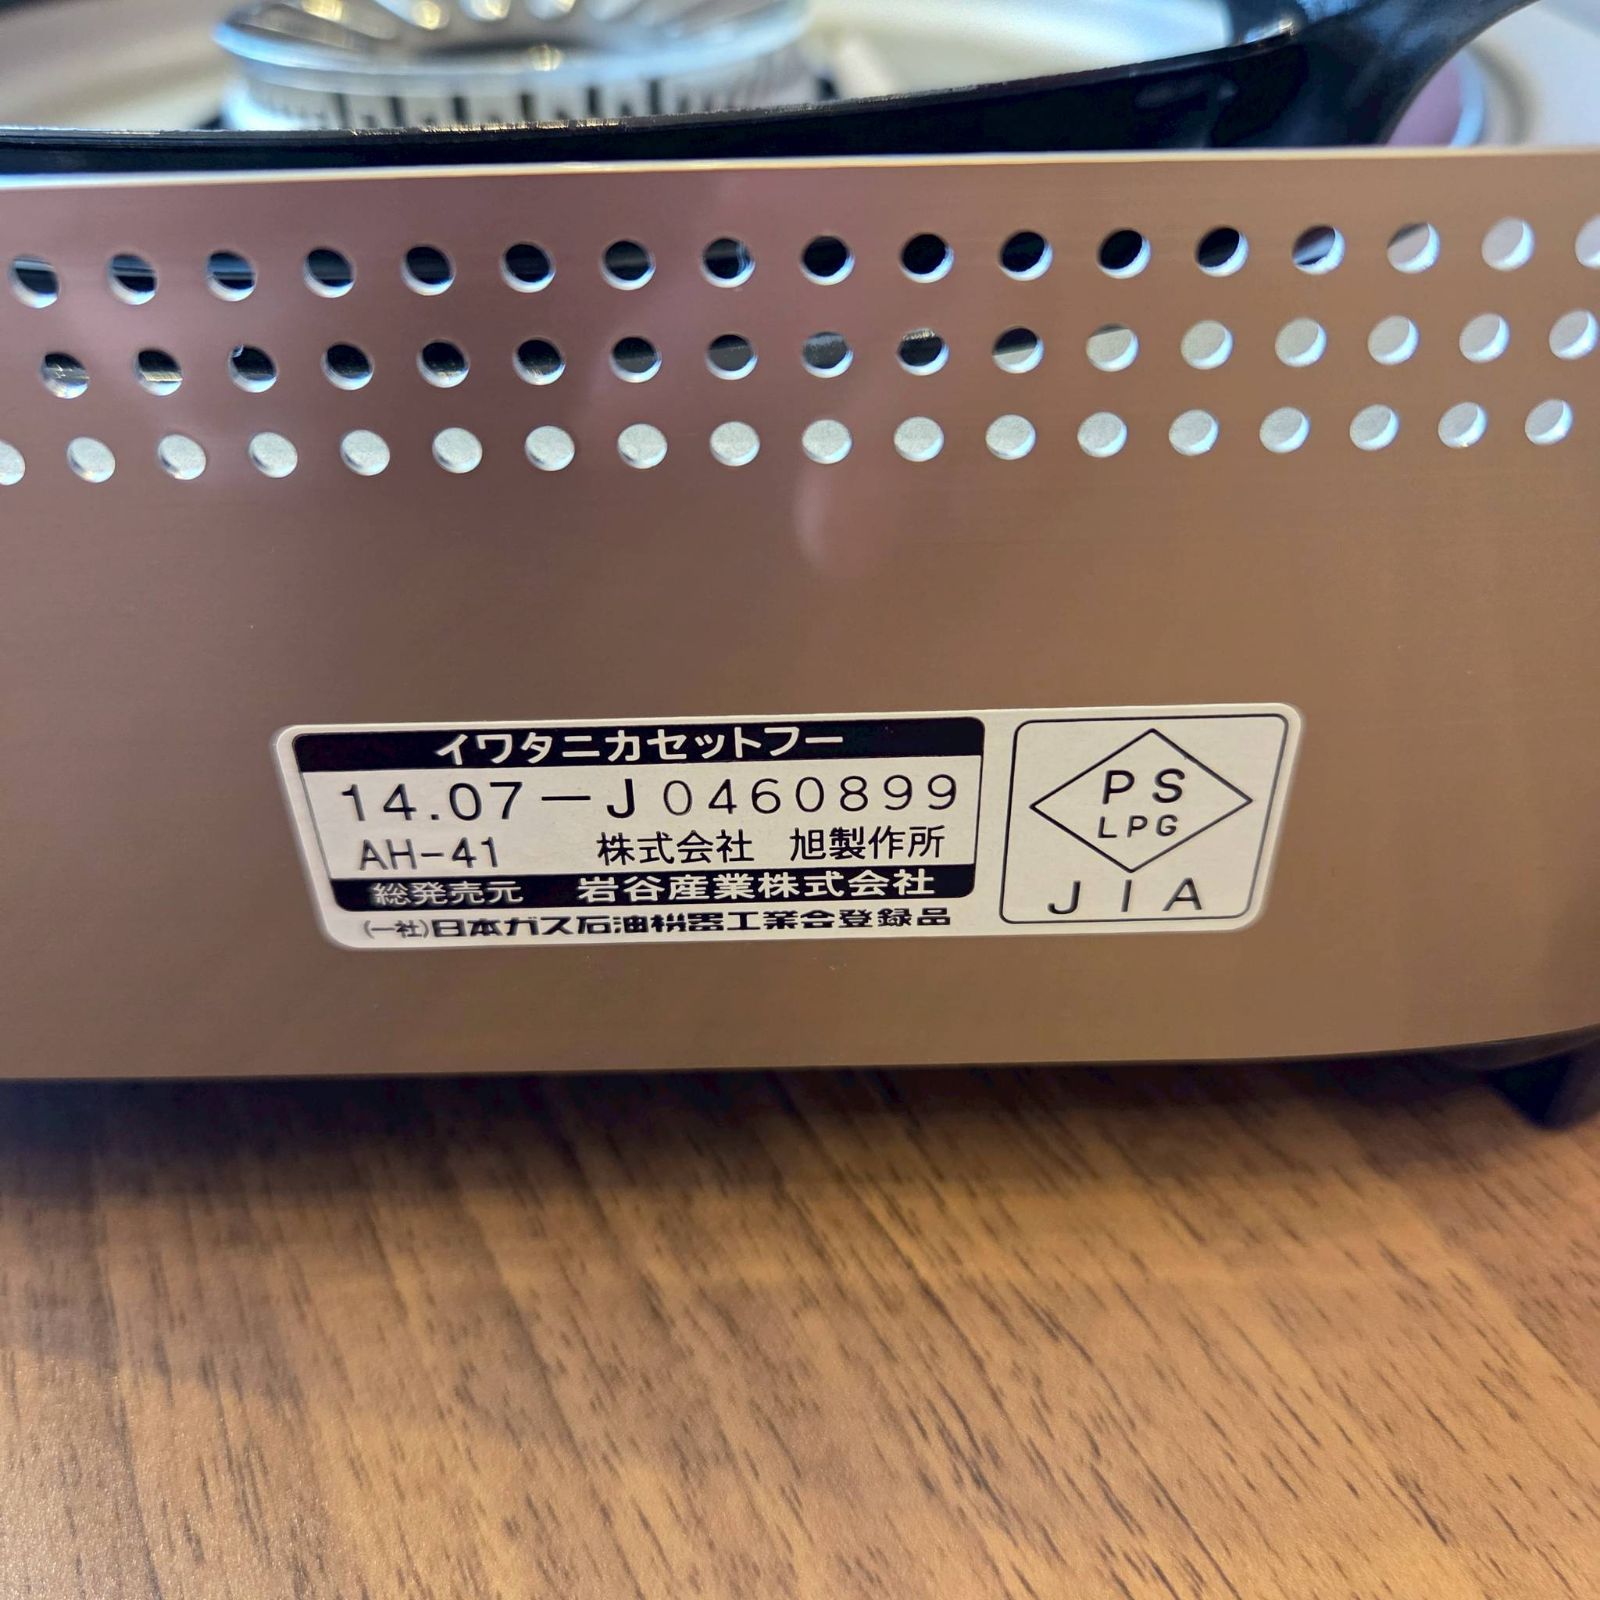 イワタニカセットフー
14.07-J0460899
AH-41 株式会社 旭製作所
総発売元 岩谷産業株式会社
(一社)日本ガス石油機器工業会登録品
PS
LPG
JIA